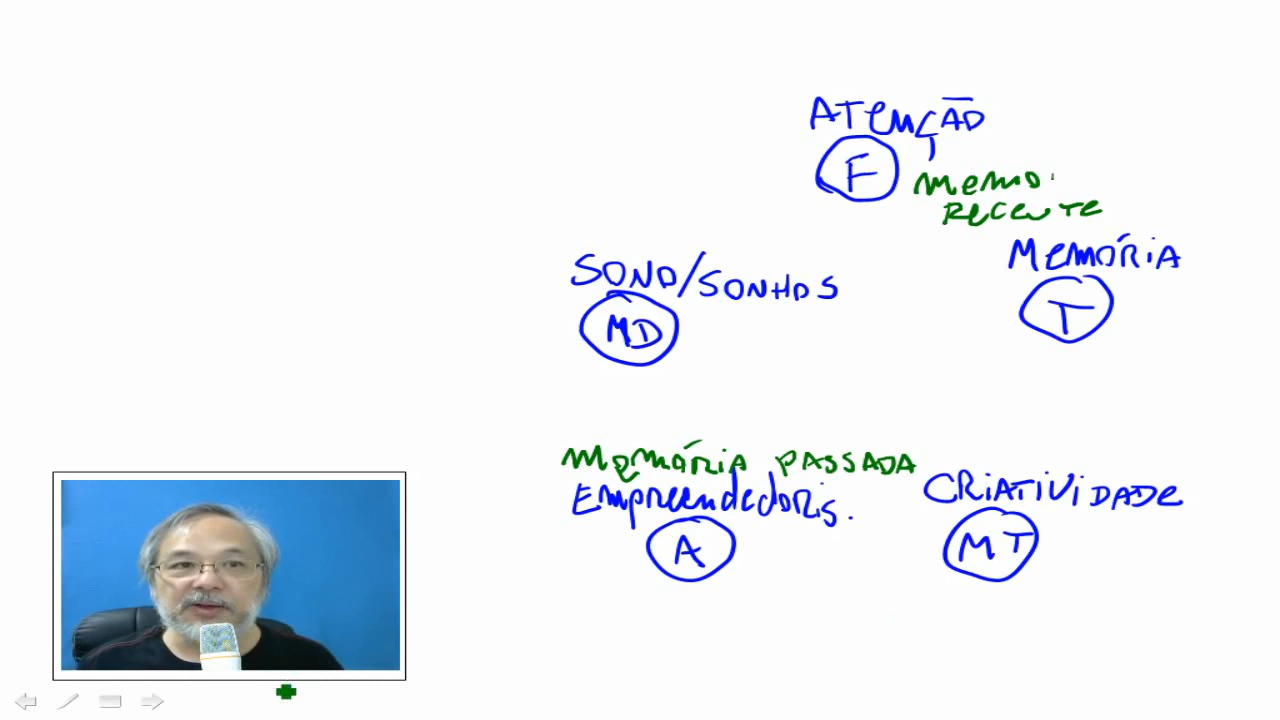 ATENÇÃO
F
MEMO.
RECENTE
MEMÓRIA
T
SONO/SONHOS
MD
MEMÓRIA PASSADA
Empreendedoris.
A
CRIATIVIDADE
MT